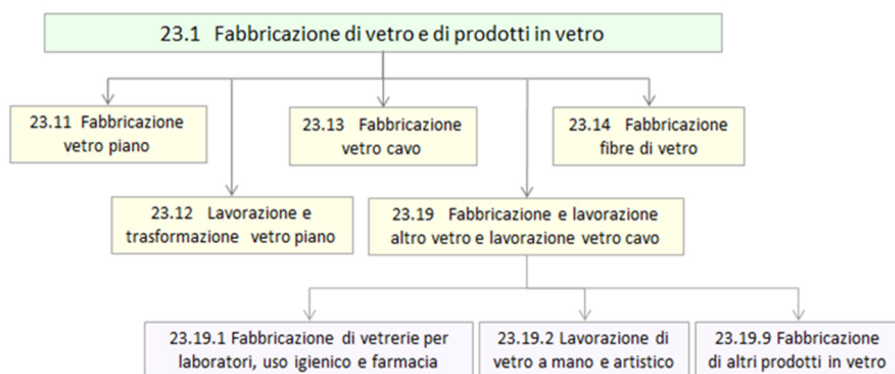 23.1 Fabbricazione di vetro e di prodotti in vetro
23.11 Fabbricazione
vetro piano
23.13 Fabbricazione
vetro cavo
23.14 Fabbricazione
fibre di vetro
23.12 Lavorazione e
trasformazione vetro piano
23.19 Fabbricazione e lavorazione
altro vetro e lavorazione vetro cavo
23.19.1 Fabbricazione di vetrerie per
laboratori, uso igienico e farmacia
23.19.2 Lavorazione di
vetro a mano e artistico
23.19.9 Fabbricazione
di altri prodotti in vetro